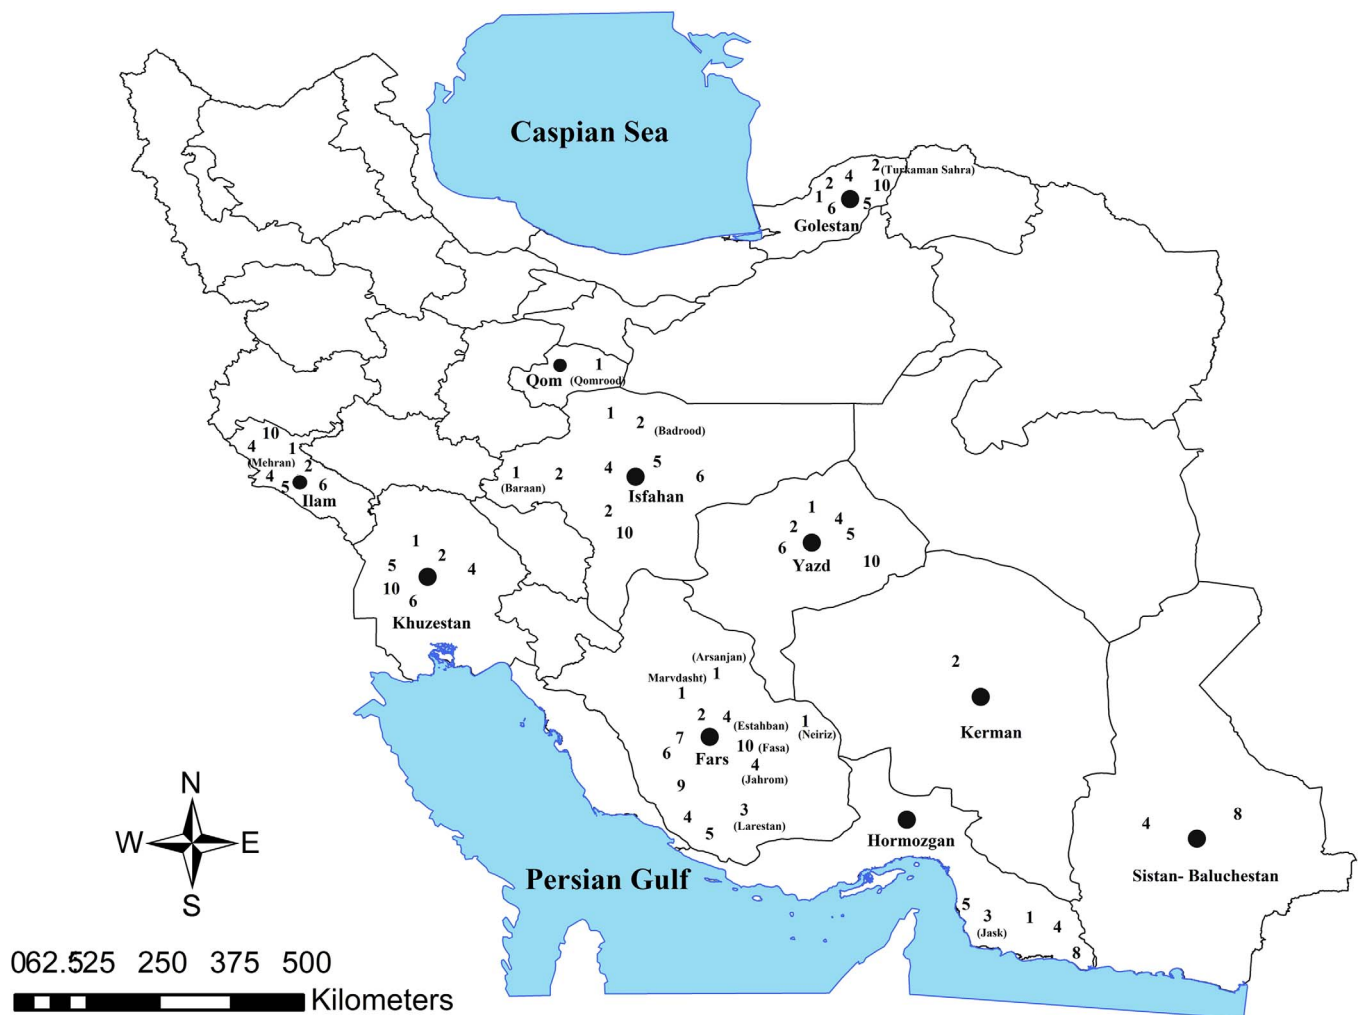 Caspian Sea
2 (Turkaman Sahra)
4
2
10
1
5
6
Golestan
1
Qom (Qomrood)
1
2 (Badrood)
5
4
6
1
2
(Baraan)
Isfahan
2
10
10
4
1
(Mehran)
2
4
5
6
Ilam
1
2
5
4
10
6
Khuzestan
1
4
2
5
6
10
Yazd
(Arsanjan)
1
Marvdasht)
1
2
4 (Estahban)
1
(Neiriz)
7
10 (Fasa)
6
Fars
4
(Jahrom)
9
3
4
(Larestan)
5
2
Kerman
Hormozgan
8
4
Sistan- Baluchestan
5
3
1
4
(Jask)
8
Persian Gulf
N
W E
S
062.5125 250 375 500
Kilometers